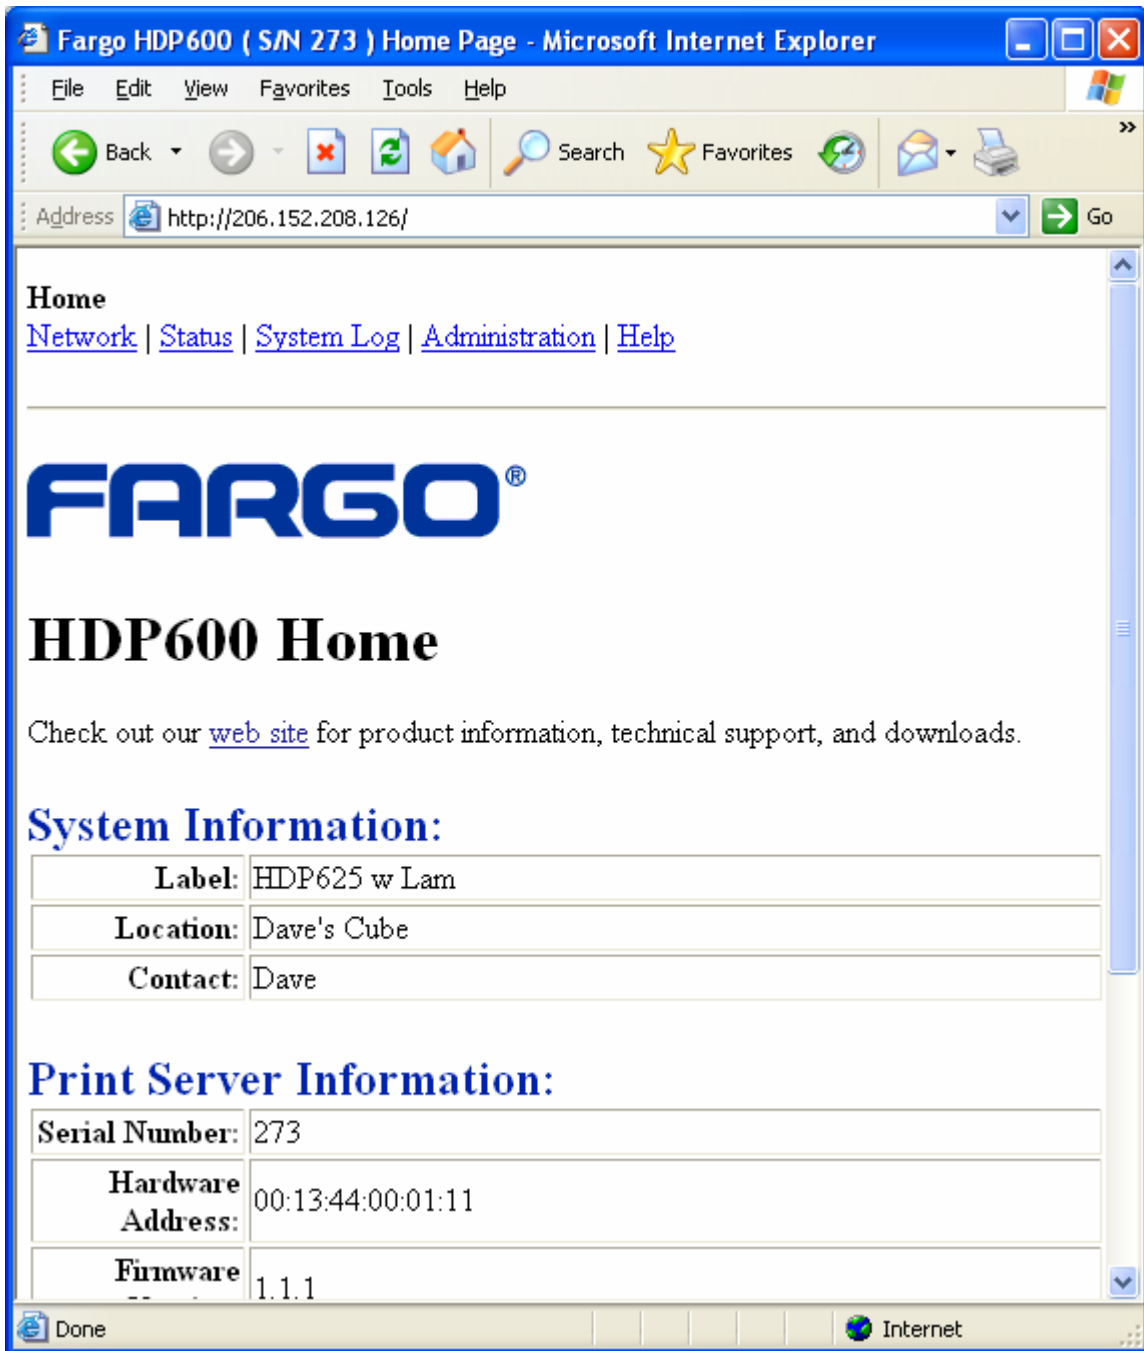 Fargo HDP600 ( S/N 273 ) Home Page - Microsoft Internet Explorer
File Edit View Favorites Tools Help
Back Search Favorites »
Address http://206.152.208.126/ Go
Home
Network | Status | System Log | Administration | Help
FARGO®
HDP600 Home
Check out our web site for product information, technical support, and downloads.
System Information:
Label: HDP625 w Lam
Location: Dave's Cube
Contact: Dave
Print Server Information:
Serial Number: 273
Hardware
Address: 00:13:44:00:01:11
Firmware
1.1.1
Done Internet